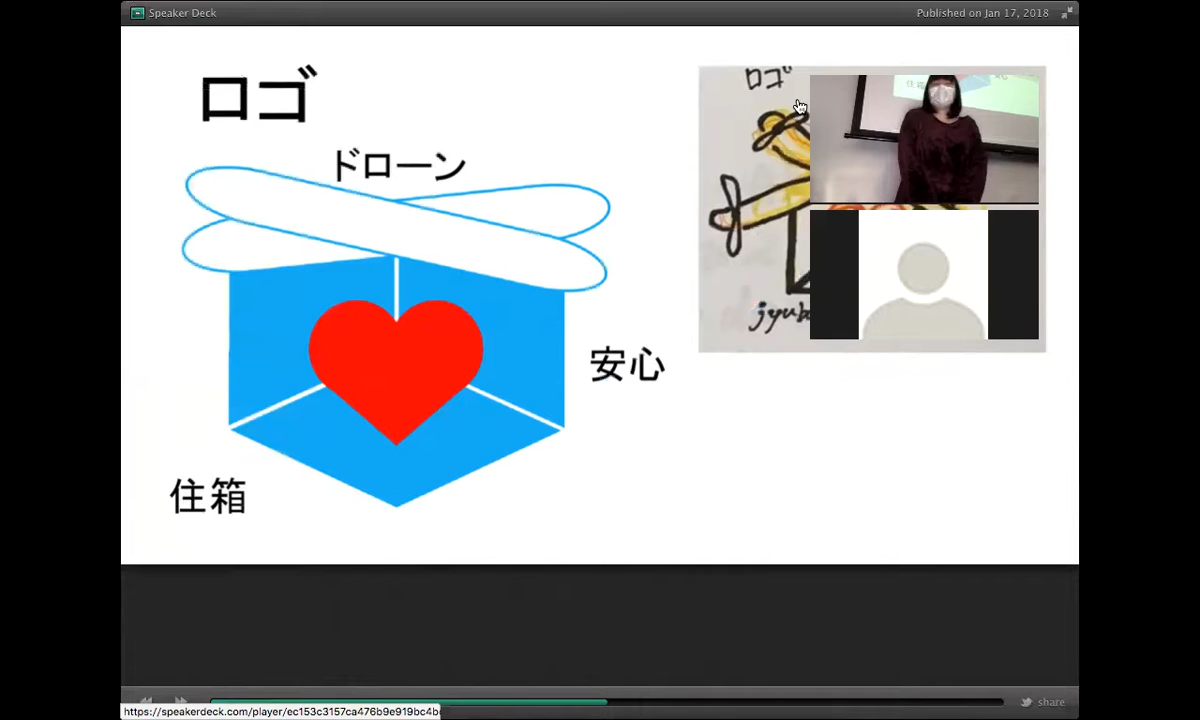 Speaker Deck
Published on Jan 17, 2018
ロゴ
ドローン
安心
住箱
ロゴ
share
https://speakerdeck.com/player/ec153c3157ca476b9e919bc4b